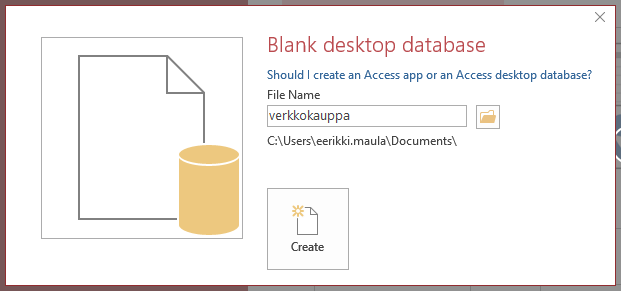 Blank desktop database
Should I create an Access app or an Access desktop database?
File Name
verkkokauppa
C:\Users\eerikki.maula\Documents\
Create